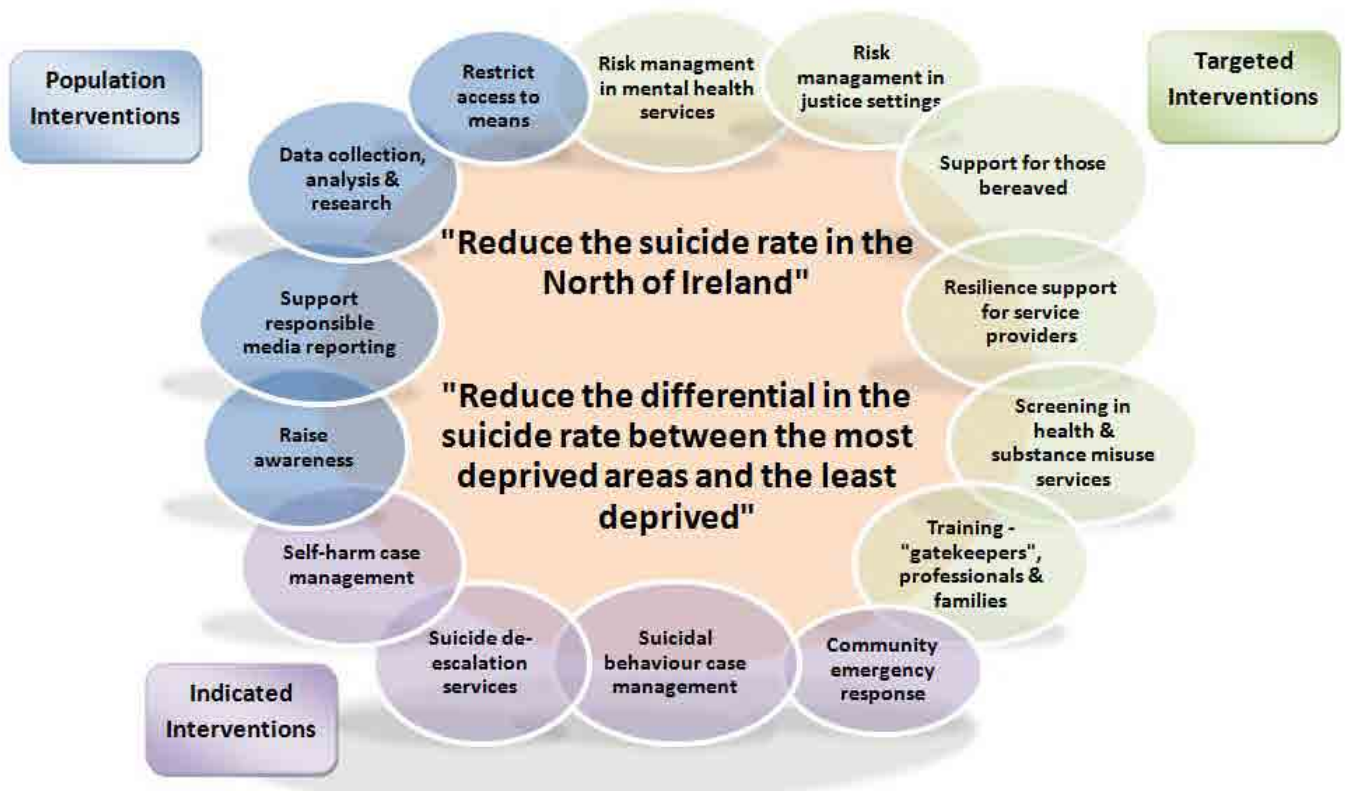 Population
Interventions
Restrict
access to
means
Risk managment
in mental health
services
Risk
managament in
justice settings
Targeted
Interventions
Data collection,
analysis &
research
Support for those
bereaved
"Reduce the suicide rate in the
North of Ireland"
Support
responsible
media reporting
Resilience support
for service
providers
"Reduce the differential in the
suicide rate between the most
deprived areas and the least
deprived"
Raise
awareness
Screening in
health &
substance misuse
services
Self-harm case
management
Training -
"gatekeepers",
professionals &
families
Suicide de-
escalation
services
Suicidal
behaviour case
management
Community
emergency
response
Indicated
Interventions